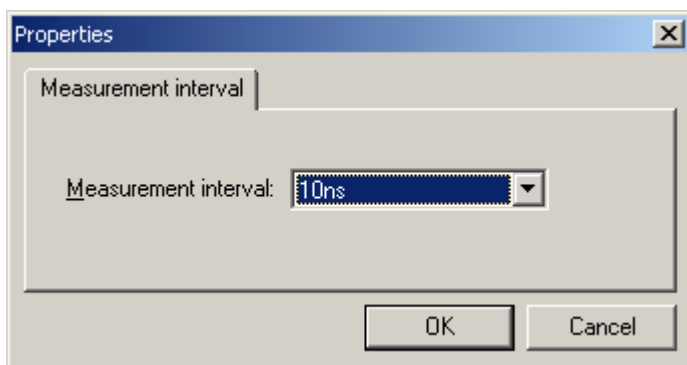 Properties
Measurement interval
Measurement interval: 10ns
OK Cancel